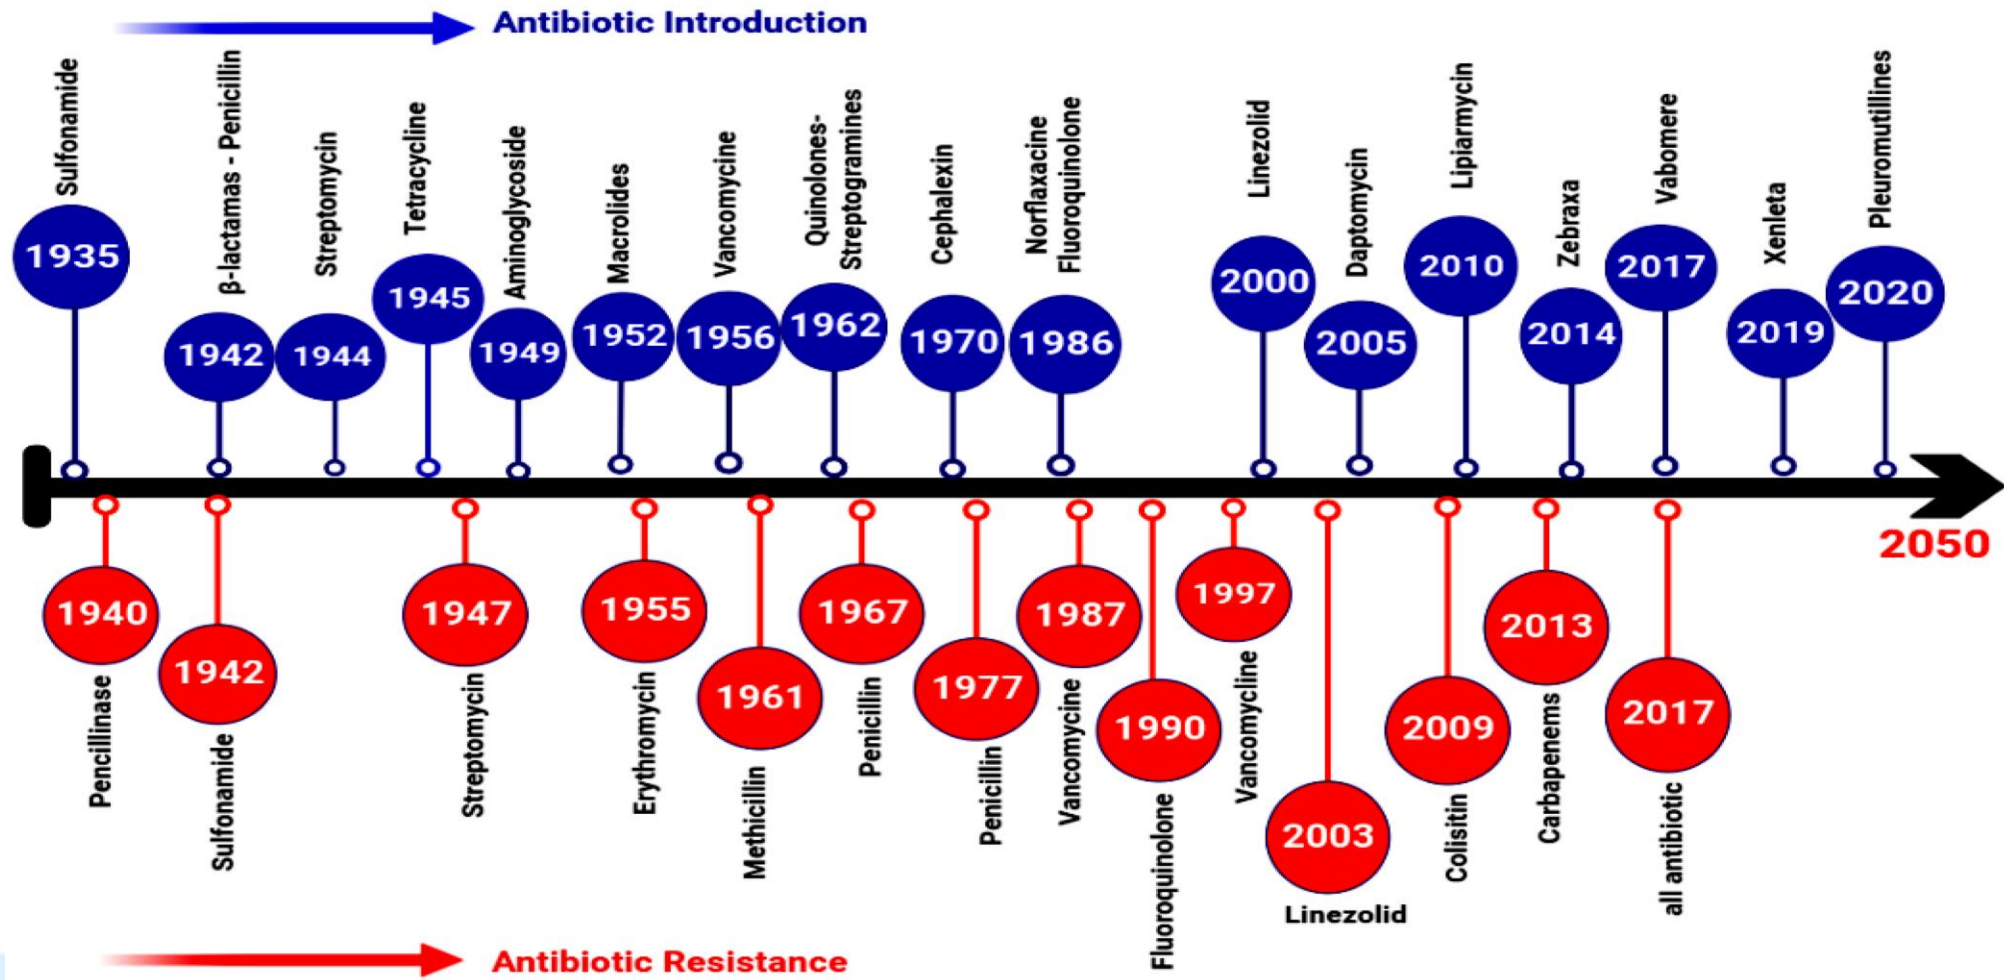 Antibiotic Introduction
Sulfonamide
β-lactamas - Penicillin
Streptomycin
Tetracycline
Aminoglycoside
Macrolides
Vancomycine
Quinolones-
Streptogramines
Cephalexin
Norflaxacine
Fluoroquinolone
Linezolid
Daptomycin
Lipiarmycin
Zebraxa
Vabomere
Xenleta
Pleuromutillines
1935
1942
1944
1945
1949
1952
1956
1962
1970
1986
2000
2005
2010
2014
2017
2019
2020
2050
1940
1942
1947
1955
1961
1967
1977
1987
1990
1997
2003
2009
2013
2017
Pencillinase
Sulfonamide
Streptomycin
Erythromycin
Methicillin
Penicillin
Penicillin
Vancomycine
Fluoroquinolone
Vancomycline
Linezolid
Colisitin
Carbapenems
all antibiotic
Antibiotic Resistance